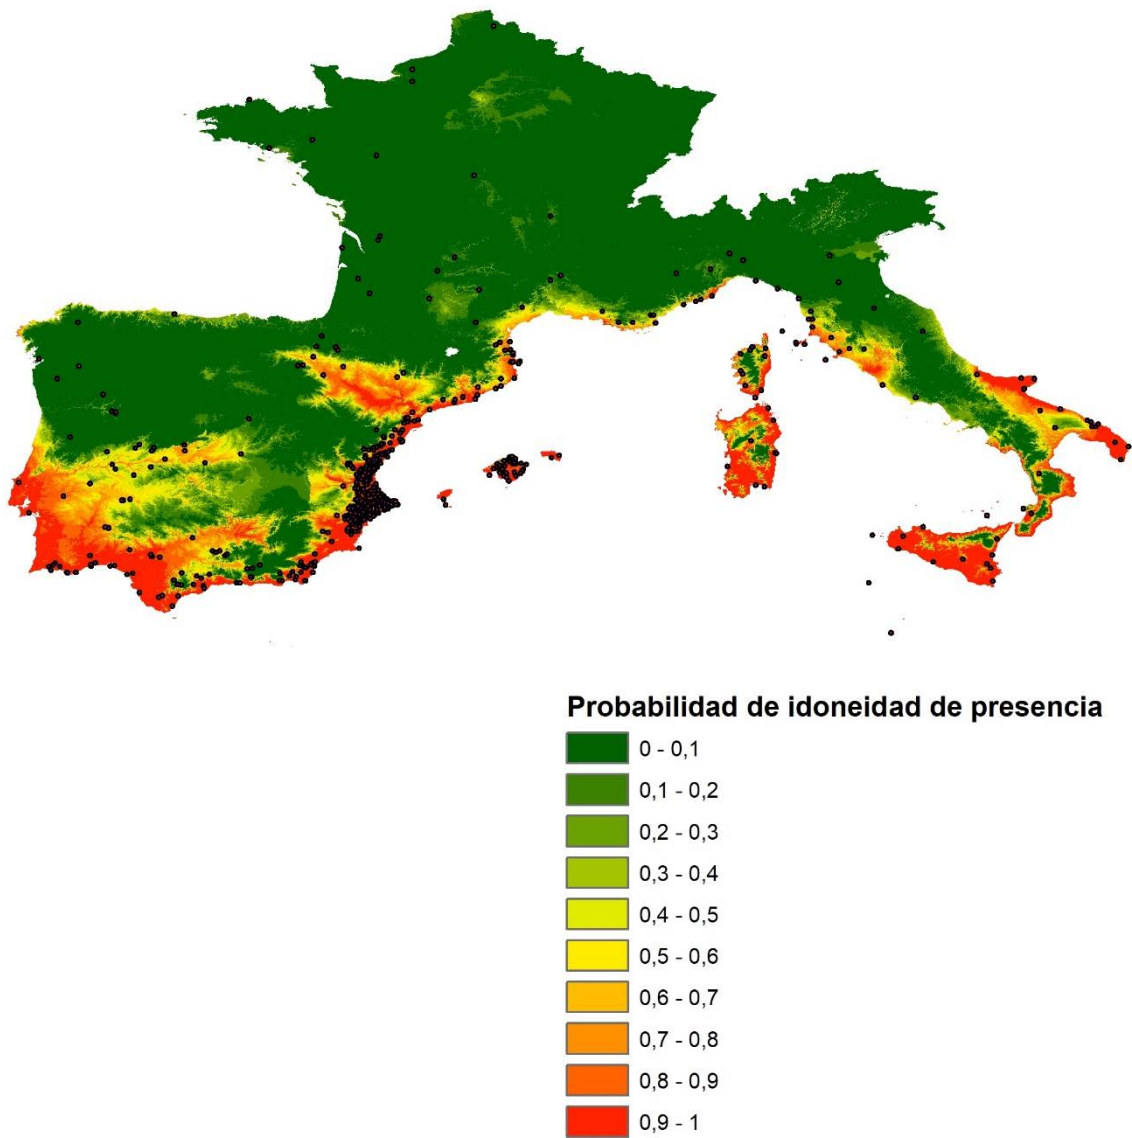 Probabilidad de idoneidad de presencia
0 - 0,1
0,1 - 0,2
0,2 - 0,3
0,3 - 0,4
0,4 - 0,5
0,5 - 0,6
0,6 - 0,7
0,7 - 0,8
0,8 - 0,9
0,9 - 1